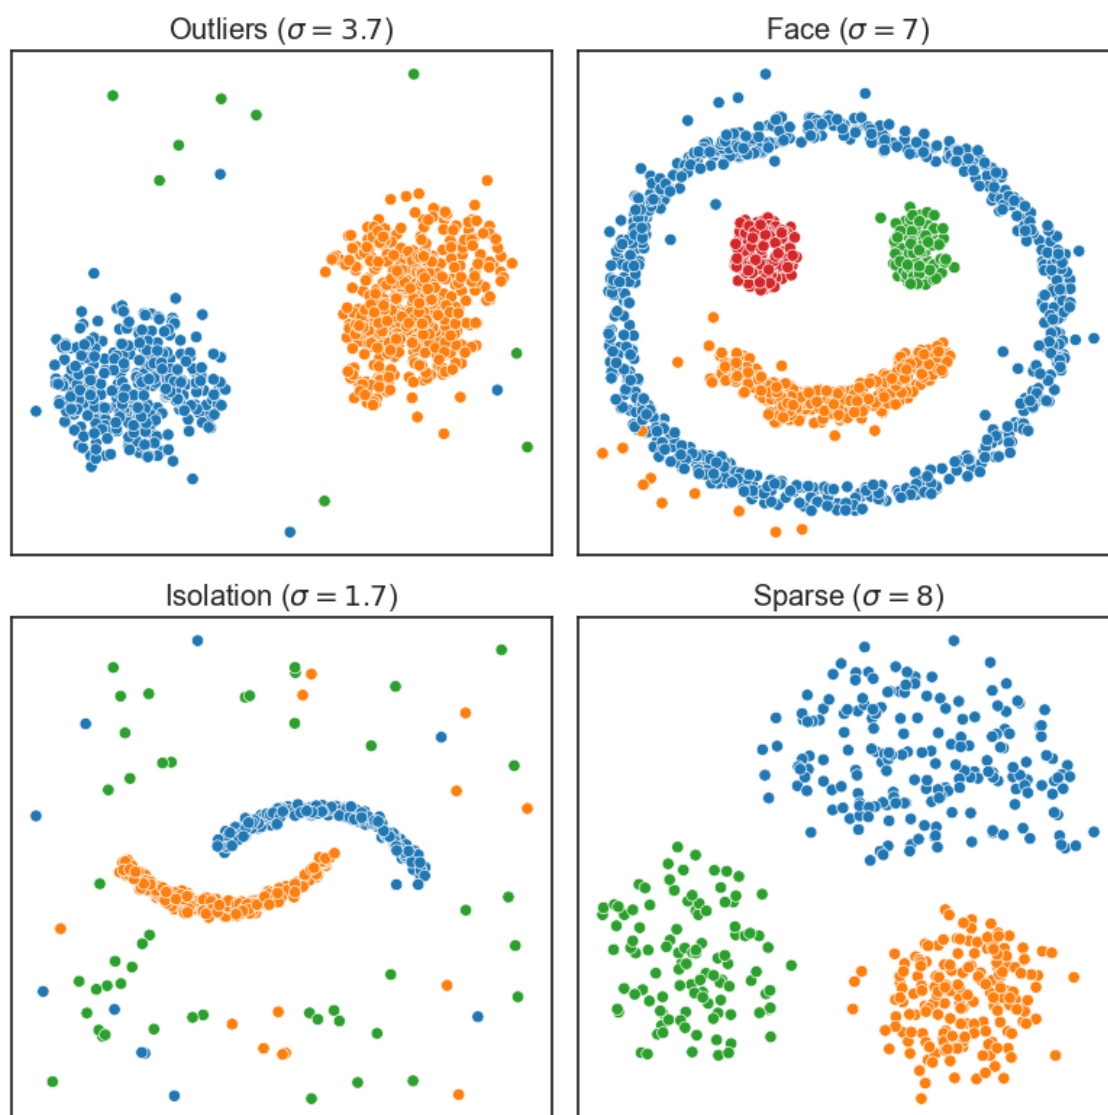 Outliers (σ = 3.7)
Face (σ = 7)
Isolation (σ = 1.7)
Sparse (σ = 8)